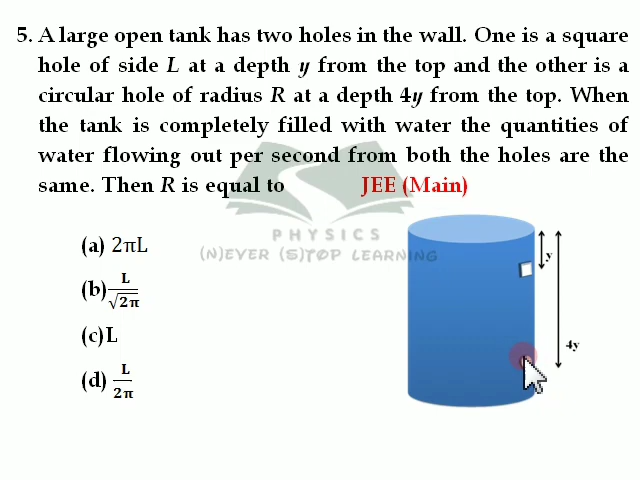 5. A large open tank has two holes in the wall. One is a square
hole of side L at a depth y from the top and the other is a
circular hole of radius R at a depth 4y from the top. When
the tank is completely filled with water the quantities of
water flowing out per second from both the holes are the
same. Then R is equal to JEE (Main)
PHYSICS
(N)EVER (S)TOP LEARNING
(a) 2πL
(b) L/√2π
(c)L
(d) L/2π
y
4y